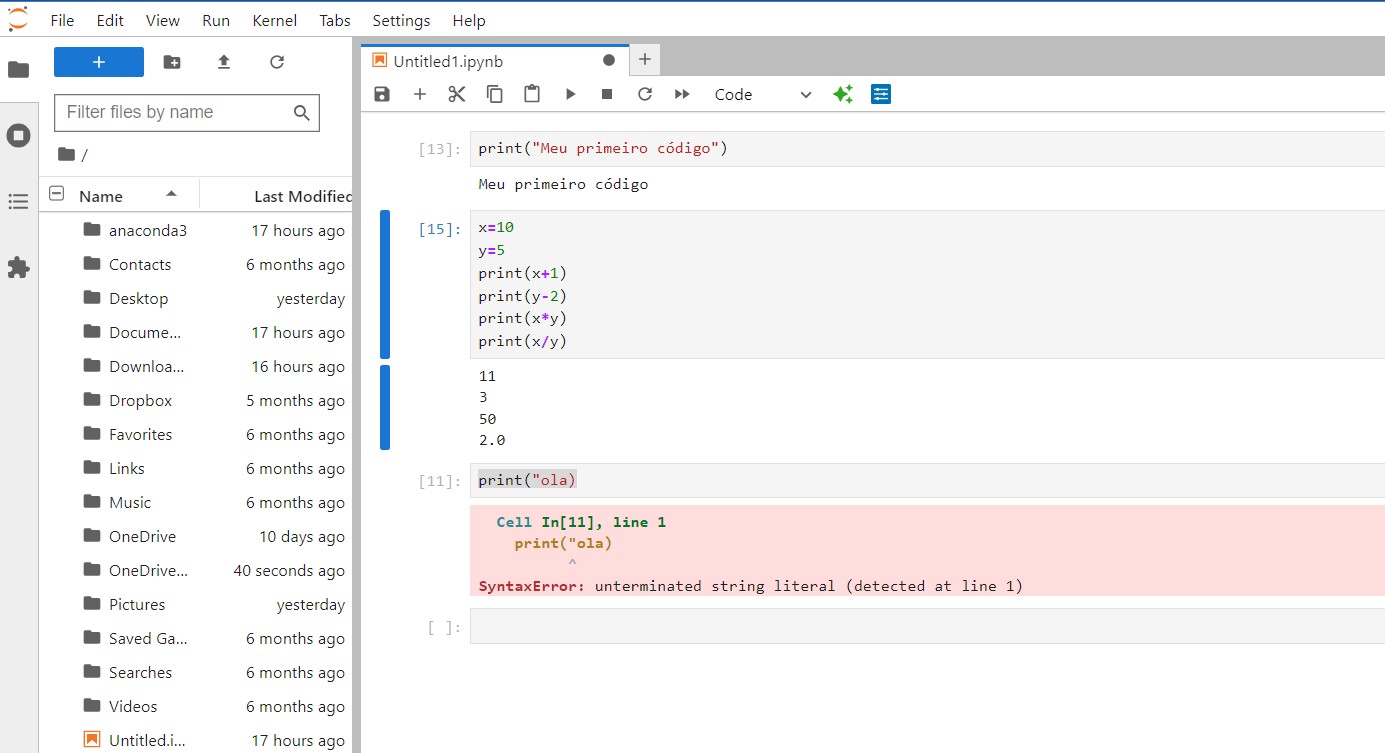 File Edit View Run Kernel Tabs Settings Help
Filter files by name
/
Name Last Modified
anaconda3 17 hours ago
Contacts 6 months ago
Desktop yesterday
Docume... 17 hours ago
Downloa... 16 hours ago
Dropbox 5 months ago
Favorites 6 months ago
Links 6 months ago
Music 6 months ago
OneDrive 10 days ago
OneDrive... 40 seconds ago
Pictures yesterday
Saved Ga... 6 months ago
Searches 6 months ago
Videos 6 months ago
Untitled.i... 17 hours ago
Untitled1.ipynb
Code
[13]: print("Meu primeiro código")
Meu primeiro código
[15]: x=10
y=5
print(x+1)
print(y-2)
print(x*y)
print(x/y)
11
3
50
2.0
[11]: print("ola)
Cell In[11], line 1
print("ola)
^
SyntaxError: unterminated string literal (detected at line 1)
[ ]: